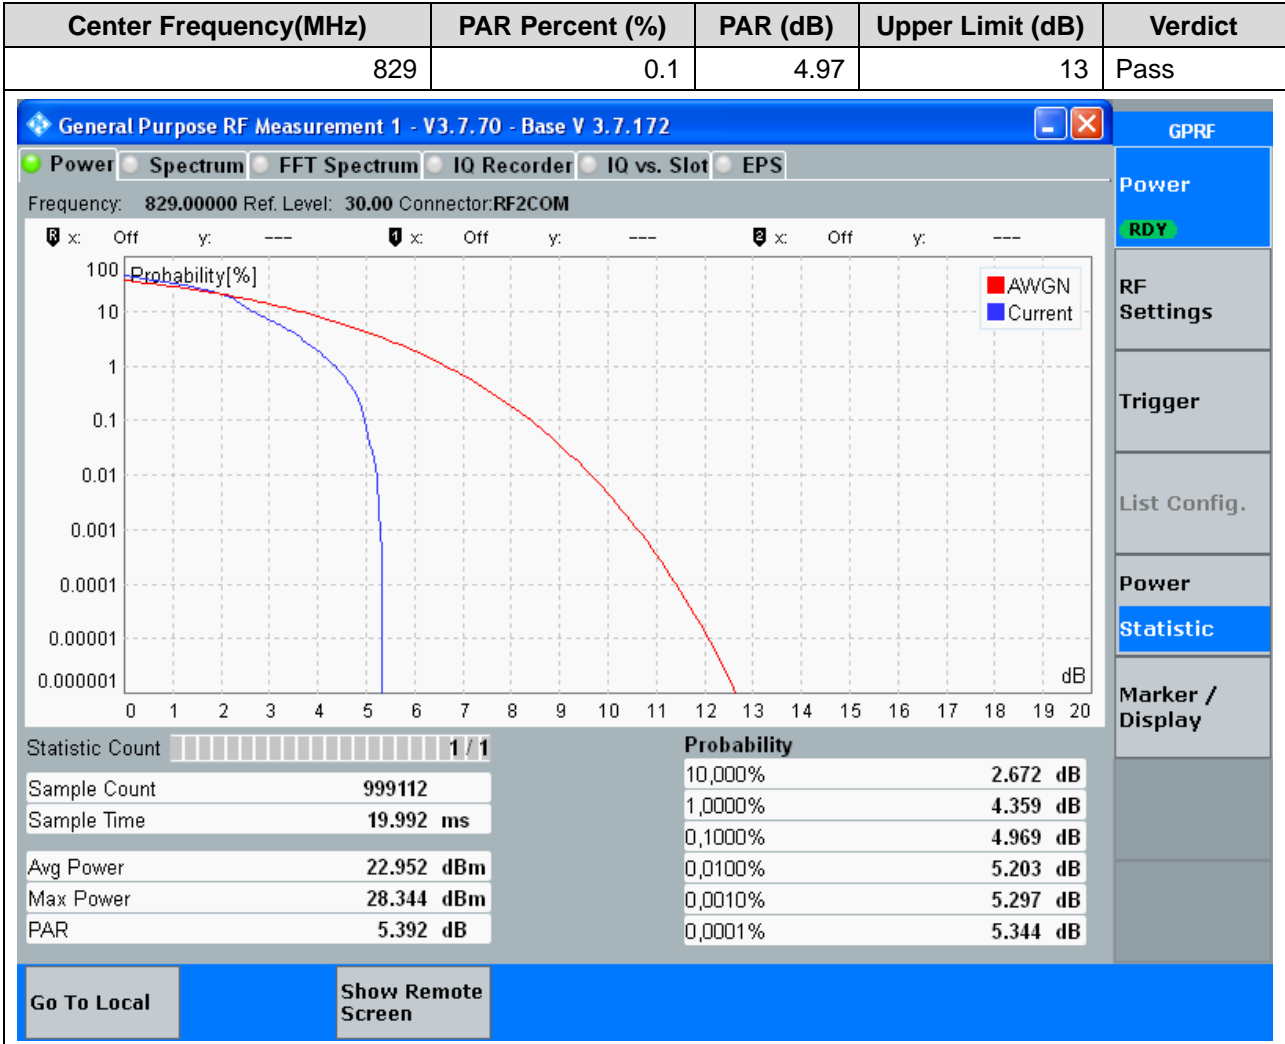 Center Frequency(MHz) PAR Percent (%) PAR (dB) Upper Limit (dB) Verdict
829 0.1 4.97 13 Pass
General Purpose RF Measurement 1 - V3.7.70 - Base V 3.7.172
GPRF
Power Spectrum FFT Spectrum IQ Recorder IQ vs. Slot EPS
Power
RDY
Frequency: 829.00000 Ref. Level: 30.00 Connector:RF2COM
R x: Off y: --- 1 x: Off y: --- 2 x: Off y: ---
Probability[%]
AWGN
Current
100
10
1
0.1
0.01
0.001
0.0001
0.00001
0.000001
dB
0 1 2 3 4 5 6 7 8 9 10 11 12 13 14 15 16 17 18 19 20
RF
Settings
Trigger
List Config.
Power
Statistic
Marker /
Display
Statistic Count 1 / 1
Sample Count 999112
Sample Time 19.992 ms
Avg Power 22.952 dBm
Max Power 28.344 dBm
PAR 5.392 dB
Probability
10,000% 2.672 dB
1,0000% 4.359 dB
0,1000% 4.969 dB
0,0100% 5.203 dB
0,0010% 5.297 dB
0,0001% 5.344 dB
Go To Local
Show Remote
Screen